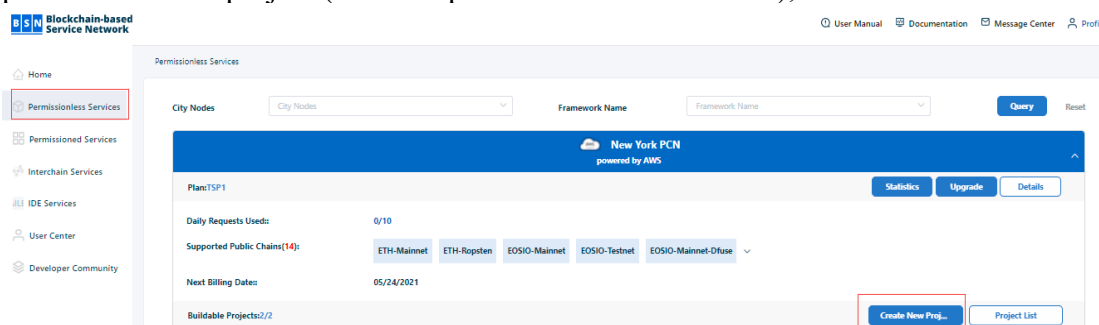 BSN Blockchain-based Service Network
User Manual Documentation Message Center Profi
Home
Permissionless Services
Permissioned Services
Interchain Services
IDE Services
User Center
Developer Community
Permissionless Services
City Nodes City Nodes Framework Name Framework Name Query Reset
New York PCN
powered by AWS
Plan:TSP1 Statistics Upgrade Details
Daily Requests Used:: 0/10
Supported Public Chains(14): ETH-Mainnet ETH-Ropsten EOSIO-Mainnet EOSIO-Testnet EOSIO-Mainnet-Dfuse
Next Billing Date:: 05/24/2021
Buildable Projects:2/2 Create New Proj... Project List